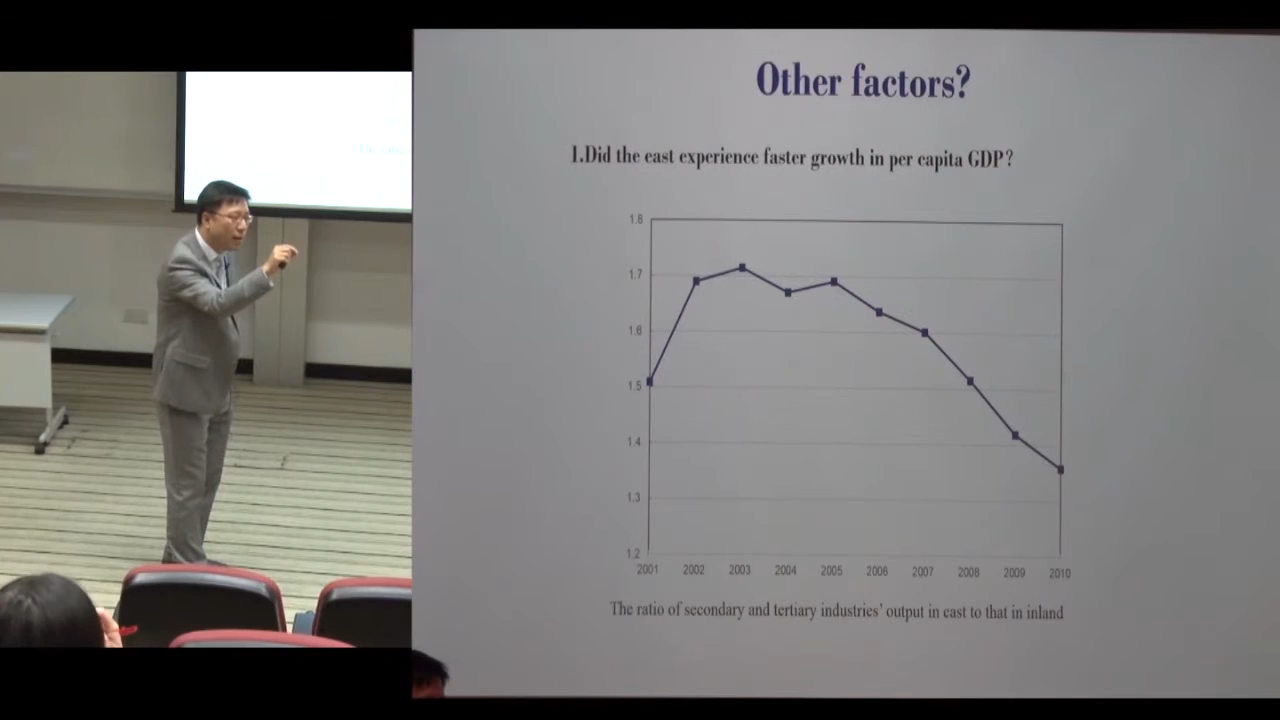 Other factors?
1.Did the east experience faster growth in per capita GDP?
1.8
1.7
1.6
1.5
1.4
1.3
1.2
2001 2002 2003 2004 2005 2006 2007 2008 2009 2010
The ratio of secondary and tertiary industries' output in east to that in inland